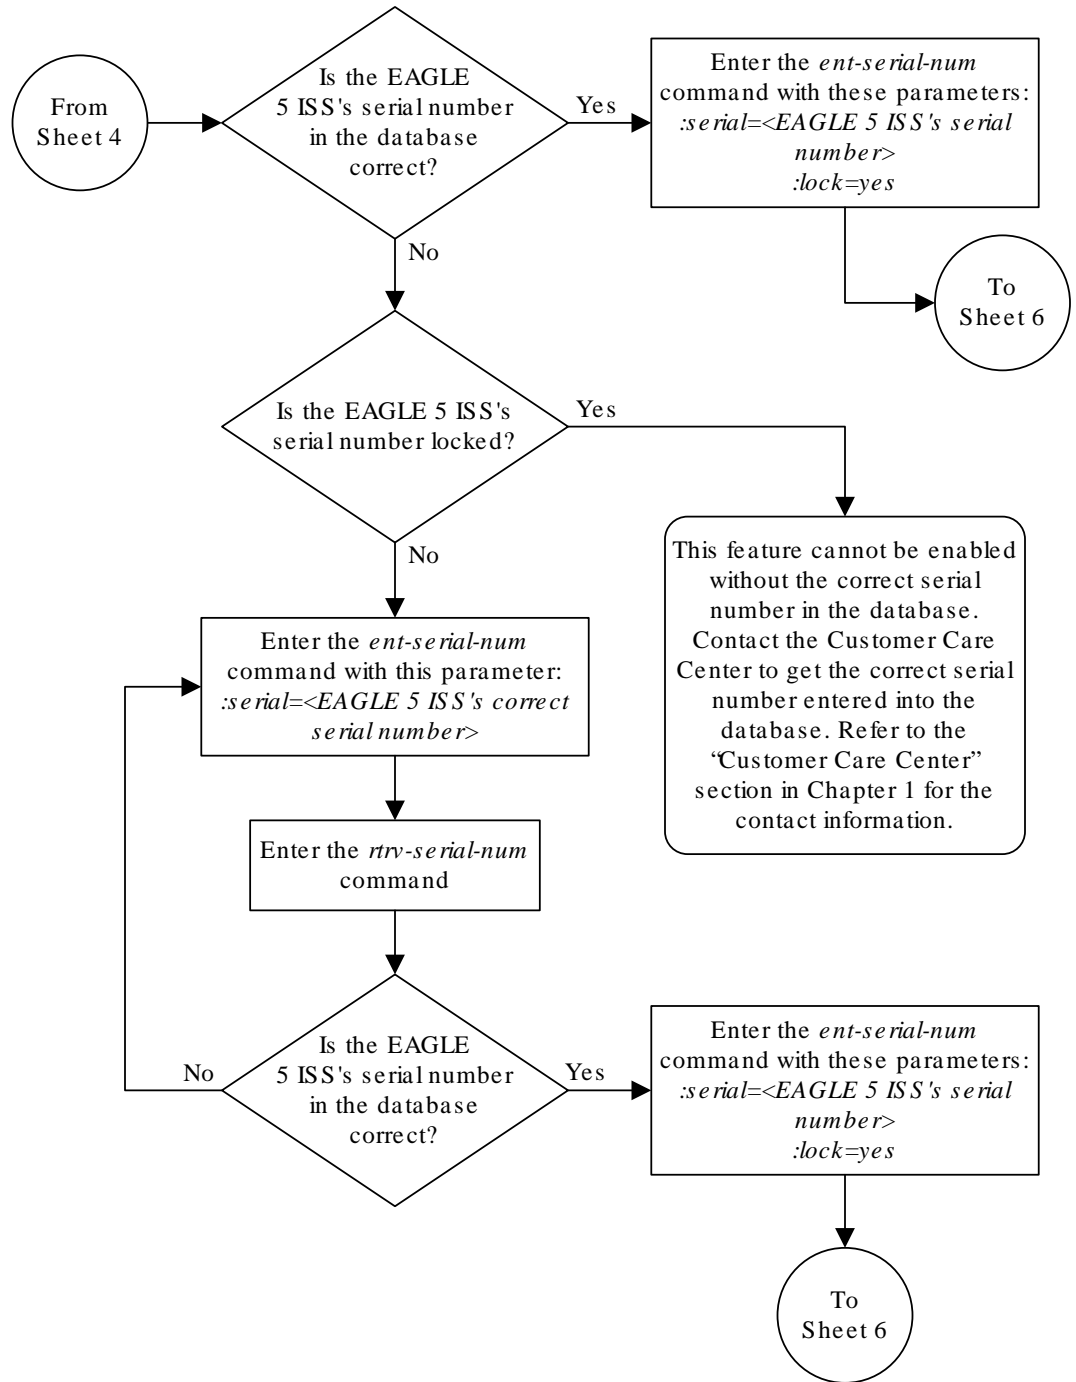 From
Sheet 4
Is the EAGLE
5 ISS's serial number
in the database
correct?
Yes
Enter the ent-serial-num
command with these parameters:
:serial=<EAGLE 5 ISS's serial
number>
:lock=yes
No
To
Sheet 6
Is the EAGLE 5 ISS's
serial number locked?
Yes
No
This feature cannot be enabled
without the correct serial
number in the database.
Contact the Customer Care
Center to get the correct serial
number entered into the
database. Refer to the
“Customer Care Center”
section in Chapter 1 for the
contact information.
Enter the ent-serial-num
command with this parameter:
:serial=<EAGLE 5 ISS's correct
serial number>
Enter the rtrv-serial-num
command
Is the EAGLE
5 ISS's serial number
in the database
correct?
No
Yes
Enter the ent-serial-num
command with these parameters:
:serial=<EAGLE 5 ISS's serial
number>
:lock=yes
To
Sheet 6